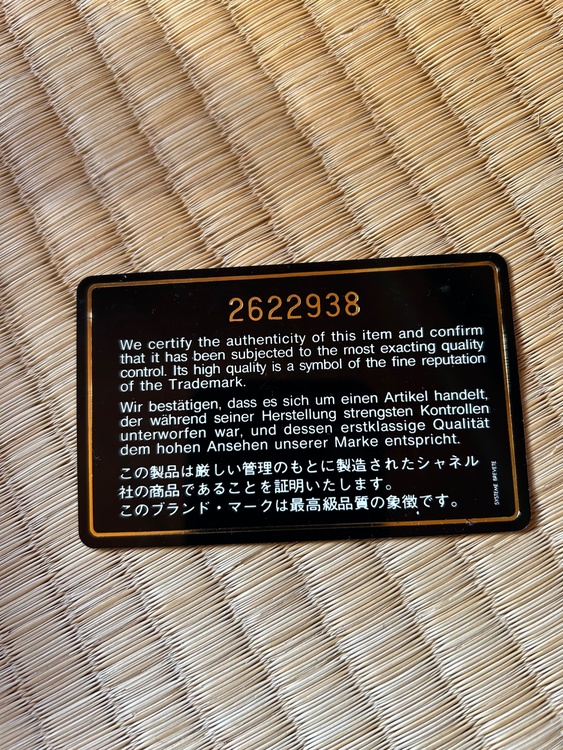 2622938
We certify the authenticity of this item and confirm
that it has been subjected to the most exacting quality
control. Its high quality is a symbol of the fine reputation
of the Trademark.
Wir bestätigen, dass es sich um einen Artikel handelt,
der während seiner Herstellung strengsten Kontrollen
unterworfen war, und dessen erstklassige Qualität
dem hohen Ansehen unserer Marke entspricht.
この製品は厳しい管理のもとに製造されたシャネル
社の商品であることを証明いたします。
このブランド・マークは最高級品質の象徴です。
SYSTEME BREVETE